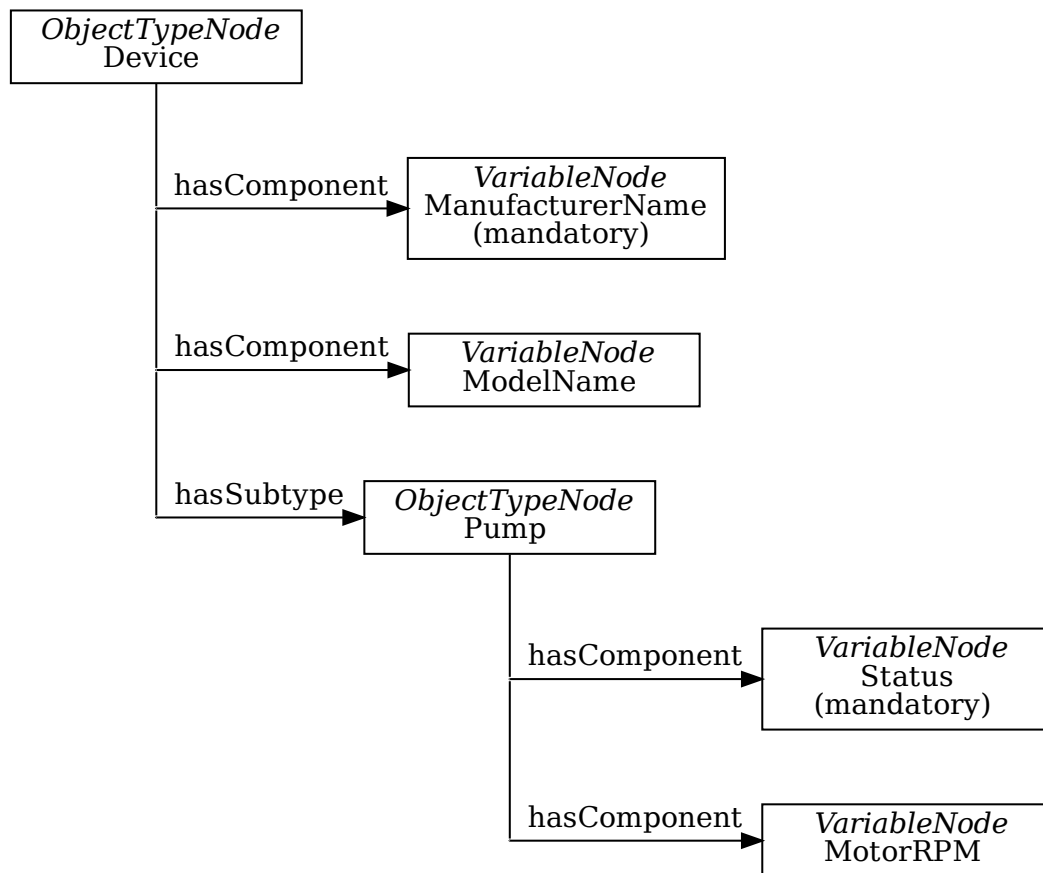 ObjectTypeNode
Device
hasComponent
VariableNode
ManufacturerName
(mandatory)
hasComponent
VariableNode
ModelName
hasSubtype
ObjectTypeNode
Pump
hasComponent
VariableNode
Status
(mandatory)
hasComponent
VariableNode
MotorRPM